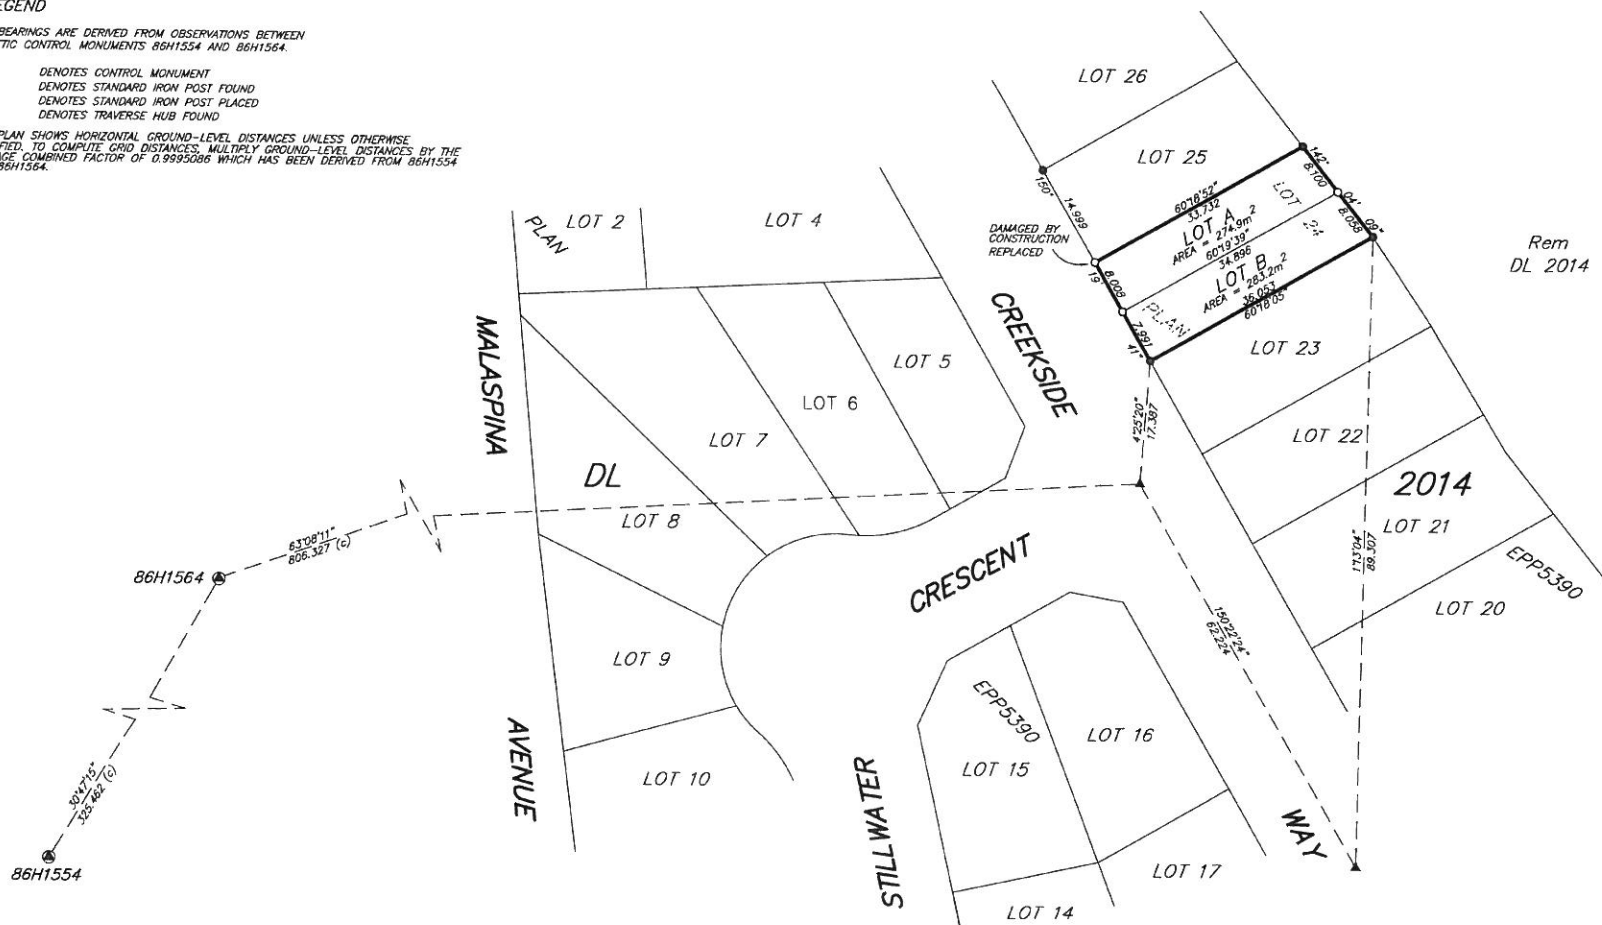 EGEND
BEARINGS ARE DERIVED FROM OBSERVATIONS BETWEEN
TIC CONTROL MONUMENTS 86H1554 AND 86H1564.
DENOTES CONTROL MONUMENT
DENOTES STANDARD IRON POST FOUND
DENOTES STANDARD IRON POST PLACED
DENOTES TRAVERSE HUB FOUND
PLAN SHOWS HORIZONTAL GROUND-LEVEL DISTANCES UNLESS OTHERWISE
FIED. TO COMPUTE GRID DISTANCES, MULTIPLY GROUND-LEVEL DISTANCES BY THE
GE COMBINED FACTOR OF 0.9995086 WHICH HAS BEEN DERIVED FROM 86H1554
86H1564.
LOT 26
LOT 25
150°
14.999
19'
8.008
7.991
41"
142°
8.100
04'
8.058
09"
60°18'52"
33.732
LOT A
AREA = 274.9m²
60°19'39"
34.896
LOT B
AREA = 283.2m²
36.053
60°18'05"
LOT 24
PLAN
DAMAGED BY
CONSTRUCTION
REPLACED
Rem
DL 2014
PLAN
LOT 2
LOT 4
MALASPINA
CREEKSIDE
LOT 5
LOT 6
LOT 7
LOT 23
LOT 22
4°25'20"
17.387
DL
LOT 8
2014
LOT 21
EPP5390
LOT 20
63°08'11"
806.327 (c)
86H1564
173°04"
89.307
CRESCENT
150°22'24"
62.224
LOT 9
EPP5390
LOT 16
LOT 15
AVENUE
LOT 10
30°47'15"
325.462 (c)
86H1554
STILLWATER
WAY
LOT 17
LOT 14